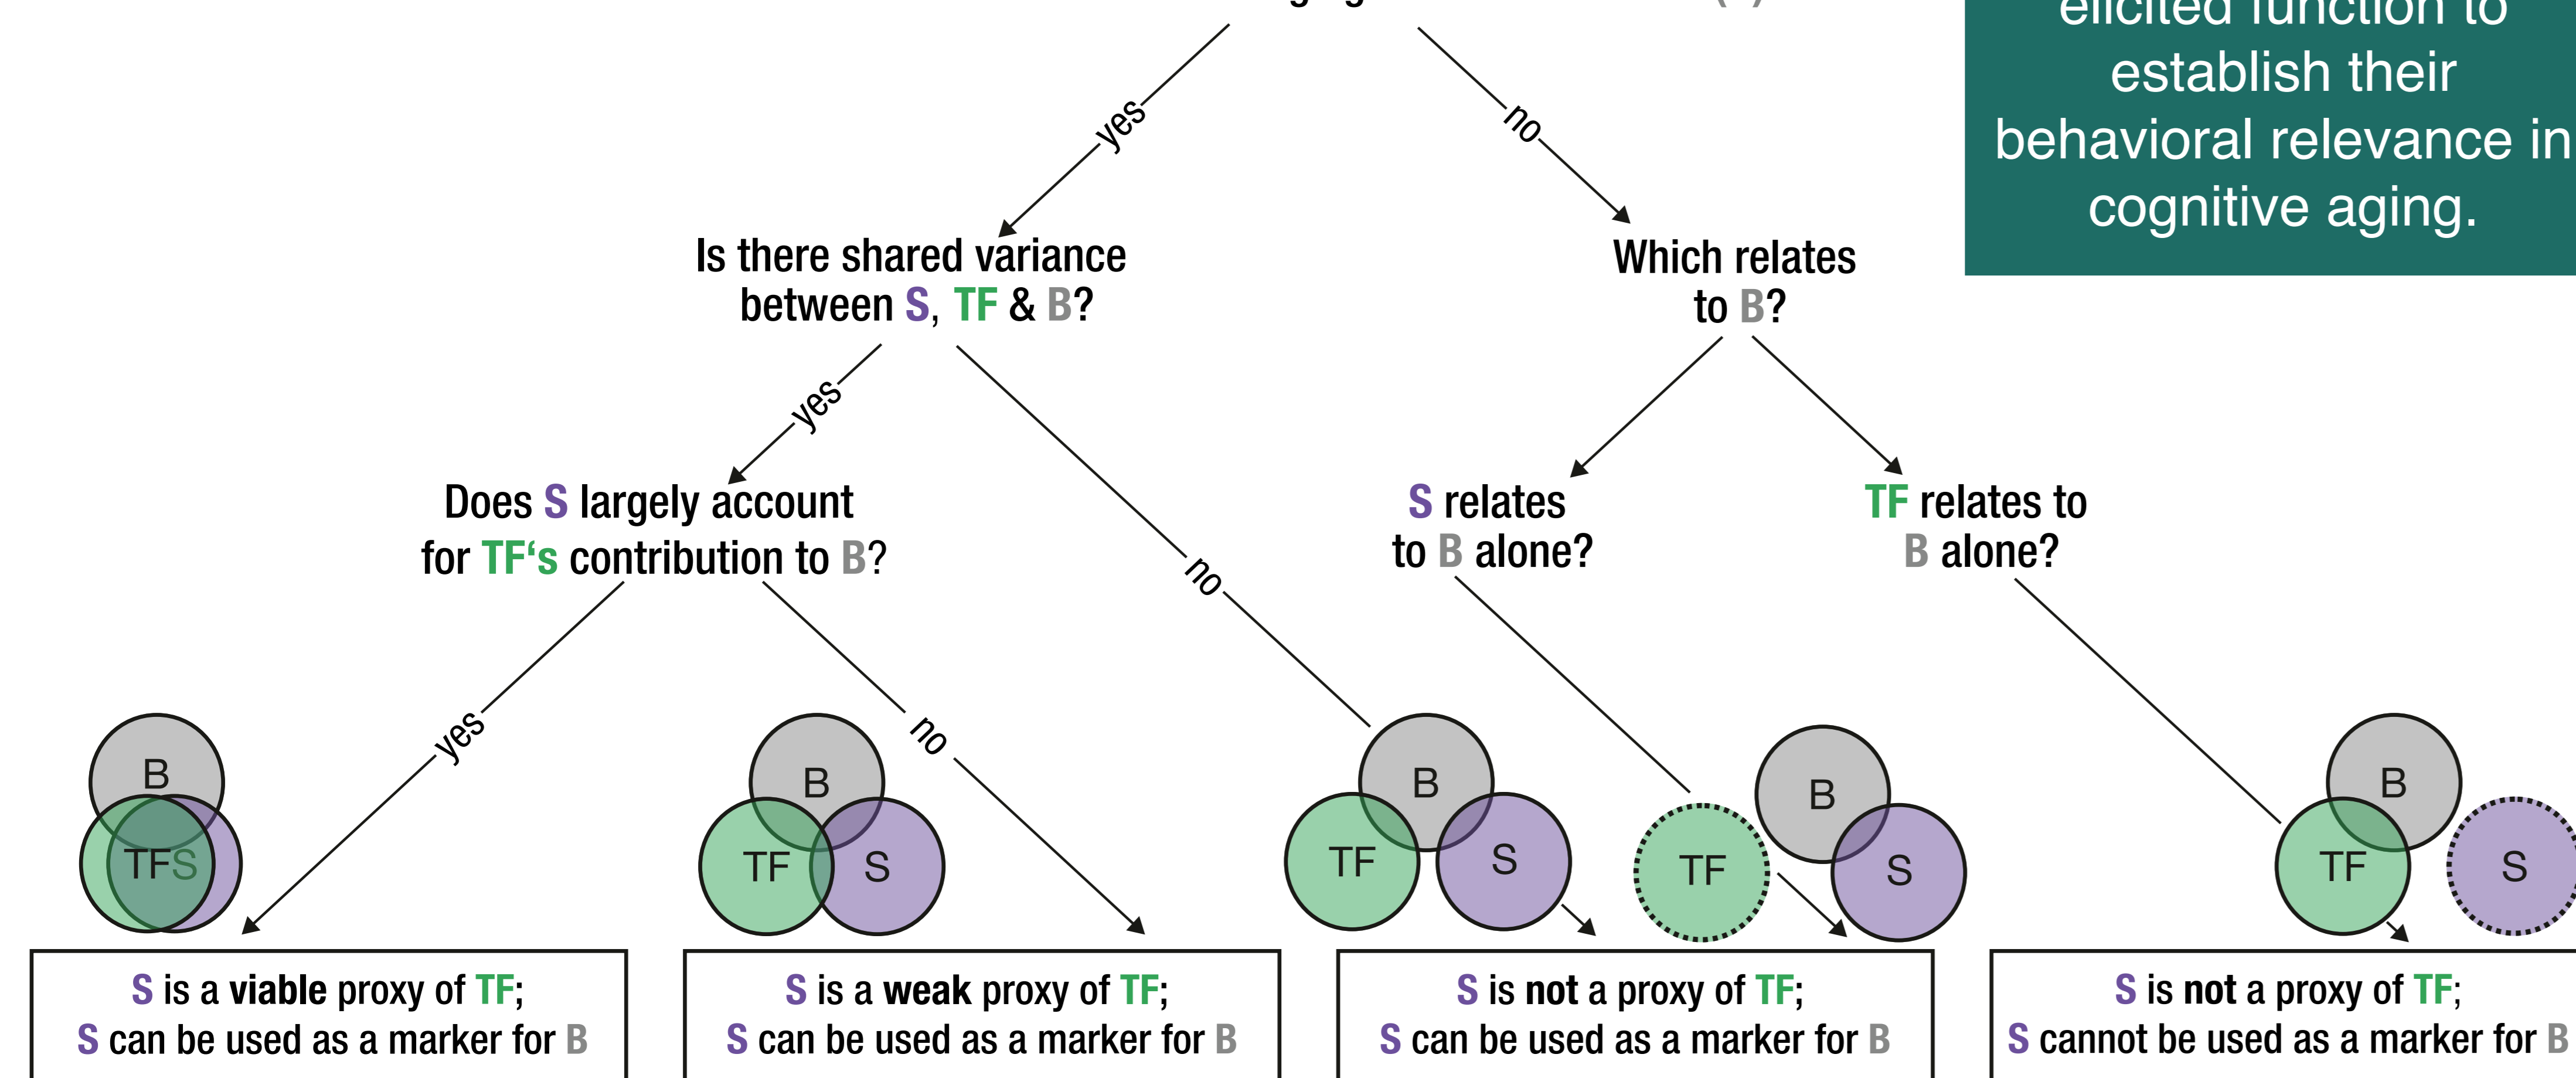 elicited function to
establish their
behavioral relevance in
cognitive aging.
yes
no
Is there shared variance
between S, TF & B?
Which relates
to B?
yes
no
Does S largely account
for TF‘s contribution to B?
S relates
to B alone?
TF relates to
B alone?
yes
no
B
TFS
B
TF
S
B
TF
S
B
TF
S
B
TF
S
S is a viable proxy of TF;
S can be used as a marker for B
S is a weak proxy of TF;
S can be used as a marker for B
S is not a proxy of TF;
S can be used as a marker for B
S is not a proxy of TF;
S cannot be used as a marker for B